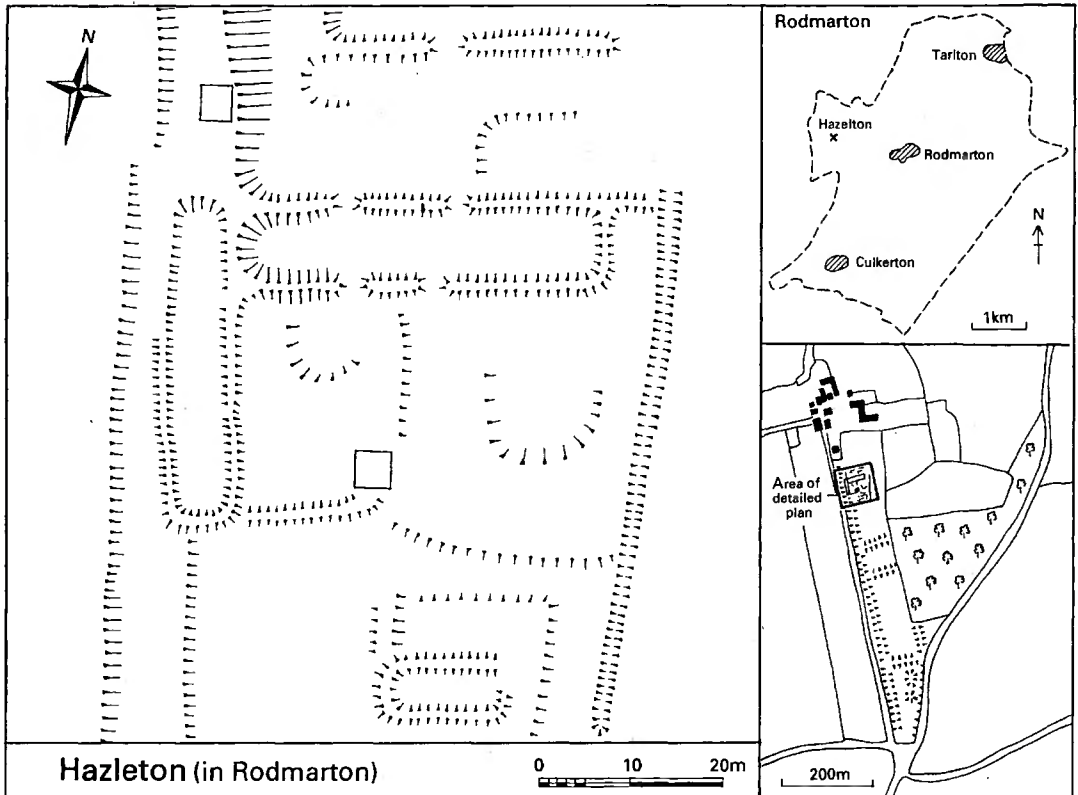 N
Hazleton (in Rodmarton)
0 10 20m
Rodmarton
Tarlton
Hazelton
Rodmarton
N
Culkerton
1km
Area of
detailed
plan
200m